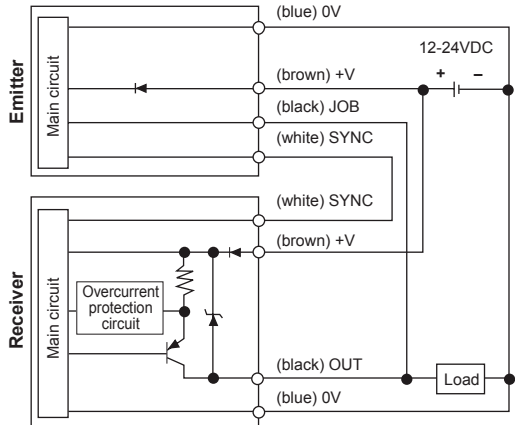 (blue) 0V
12-24VDC
+ −
(brown) +V
(black) JOB
(white) SYNC
Emitter
Main circuit
(white) SYNC
(brown) +V
Overcurrent
protection
circuit
(black) OUT
Load
(blue) 0V
Receiver
Main circuit